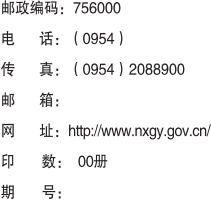 邮政编码：756000
电　　话：（0954）
传　　真：（0954）2088900
邮　　箱：
网　　址：http://www.nxgy.gov.cn/
印　　数： 00册
期　　号：